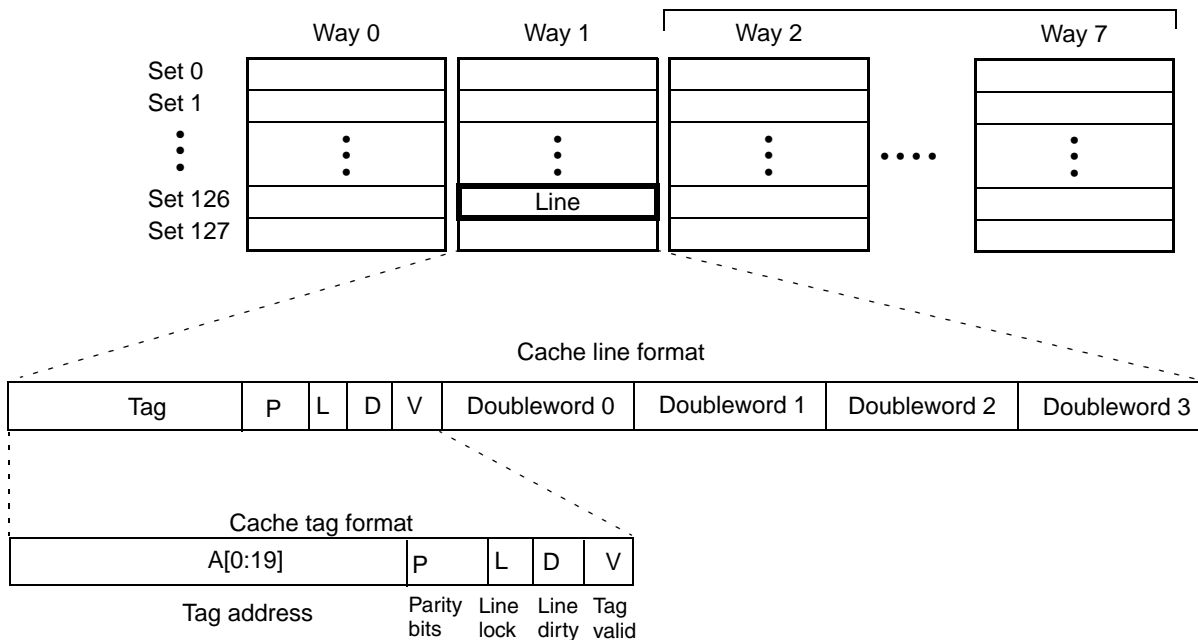 Way 0 Way 1 Way 2 Way 7
Set 0
Set 1
Set 126 Line
Set 127
Cache line format
Tag P L D V Doubleword 0 Doubleword 1 Doubleword 2 Doubleword 3
Cache tag format
A[0:19] P L D V
Tag address Parity bits Line lock Line dirty Tag valid